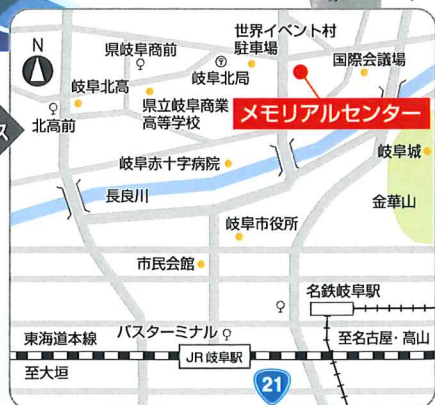 N
世界イベント村
駐車場
県岐阜商前
岐阜北局
国際会議場
岐阜北高
県立岐阜商業
高等学校
北高前
メモリアルセンター
ス
岐阜赤十字病院
岐阜城
長良川
金華山
岐阜市役所
市民会館
名鉄岐阜駅
東海道本線
バスターミナル
至名古屋・高山
JR岐阜駅
至大垣
21